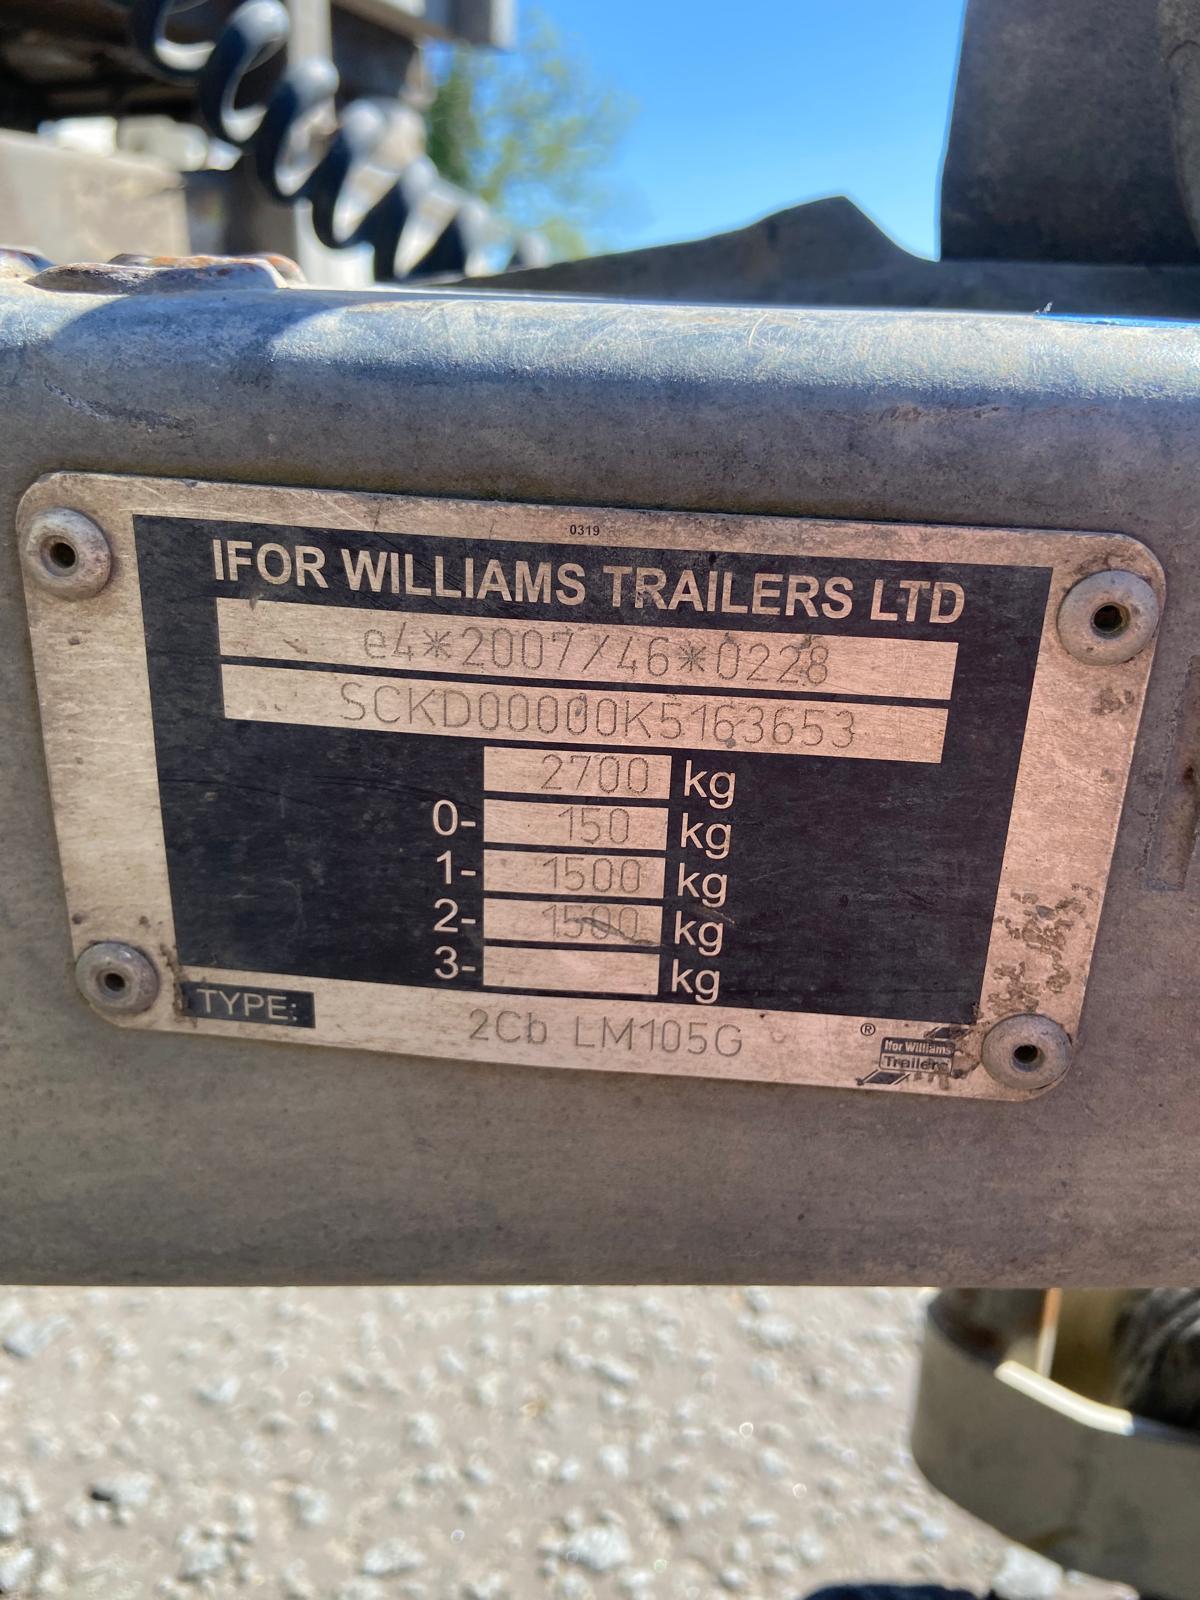 0319
IFOR WILLIAMS TRAILERS LTD
e4*2007/46*0228
SCKD00000K5163653
2700 kg
0- 150 kg
1- 1500 kg
2- 1500 kg
3- kg
TYPE: 2Cb LM105G
®
Ifor Williams
Trailers